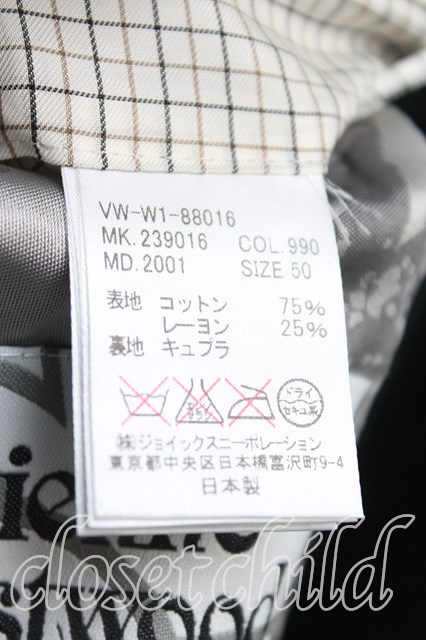 VW-W1-88016
MK.239016 COL.990
MD.2001 SIZE 50
表地 コットン 75%
レーヨン 25%
裏地 キュプラ
ドライ
セキユ系
㈱ジョイックスコーポレーション
東京都中央区日本橋富沢町9-4
日本製
closetchild